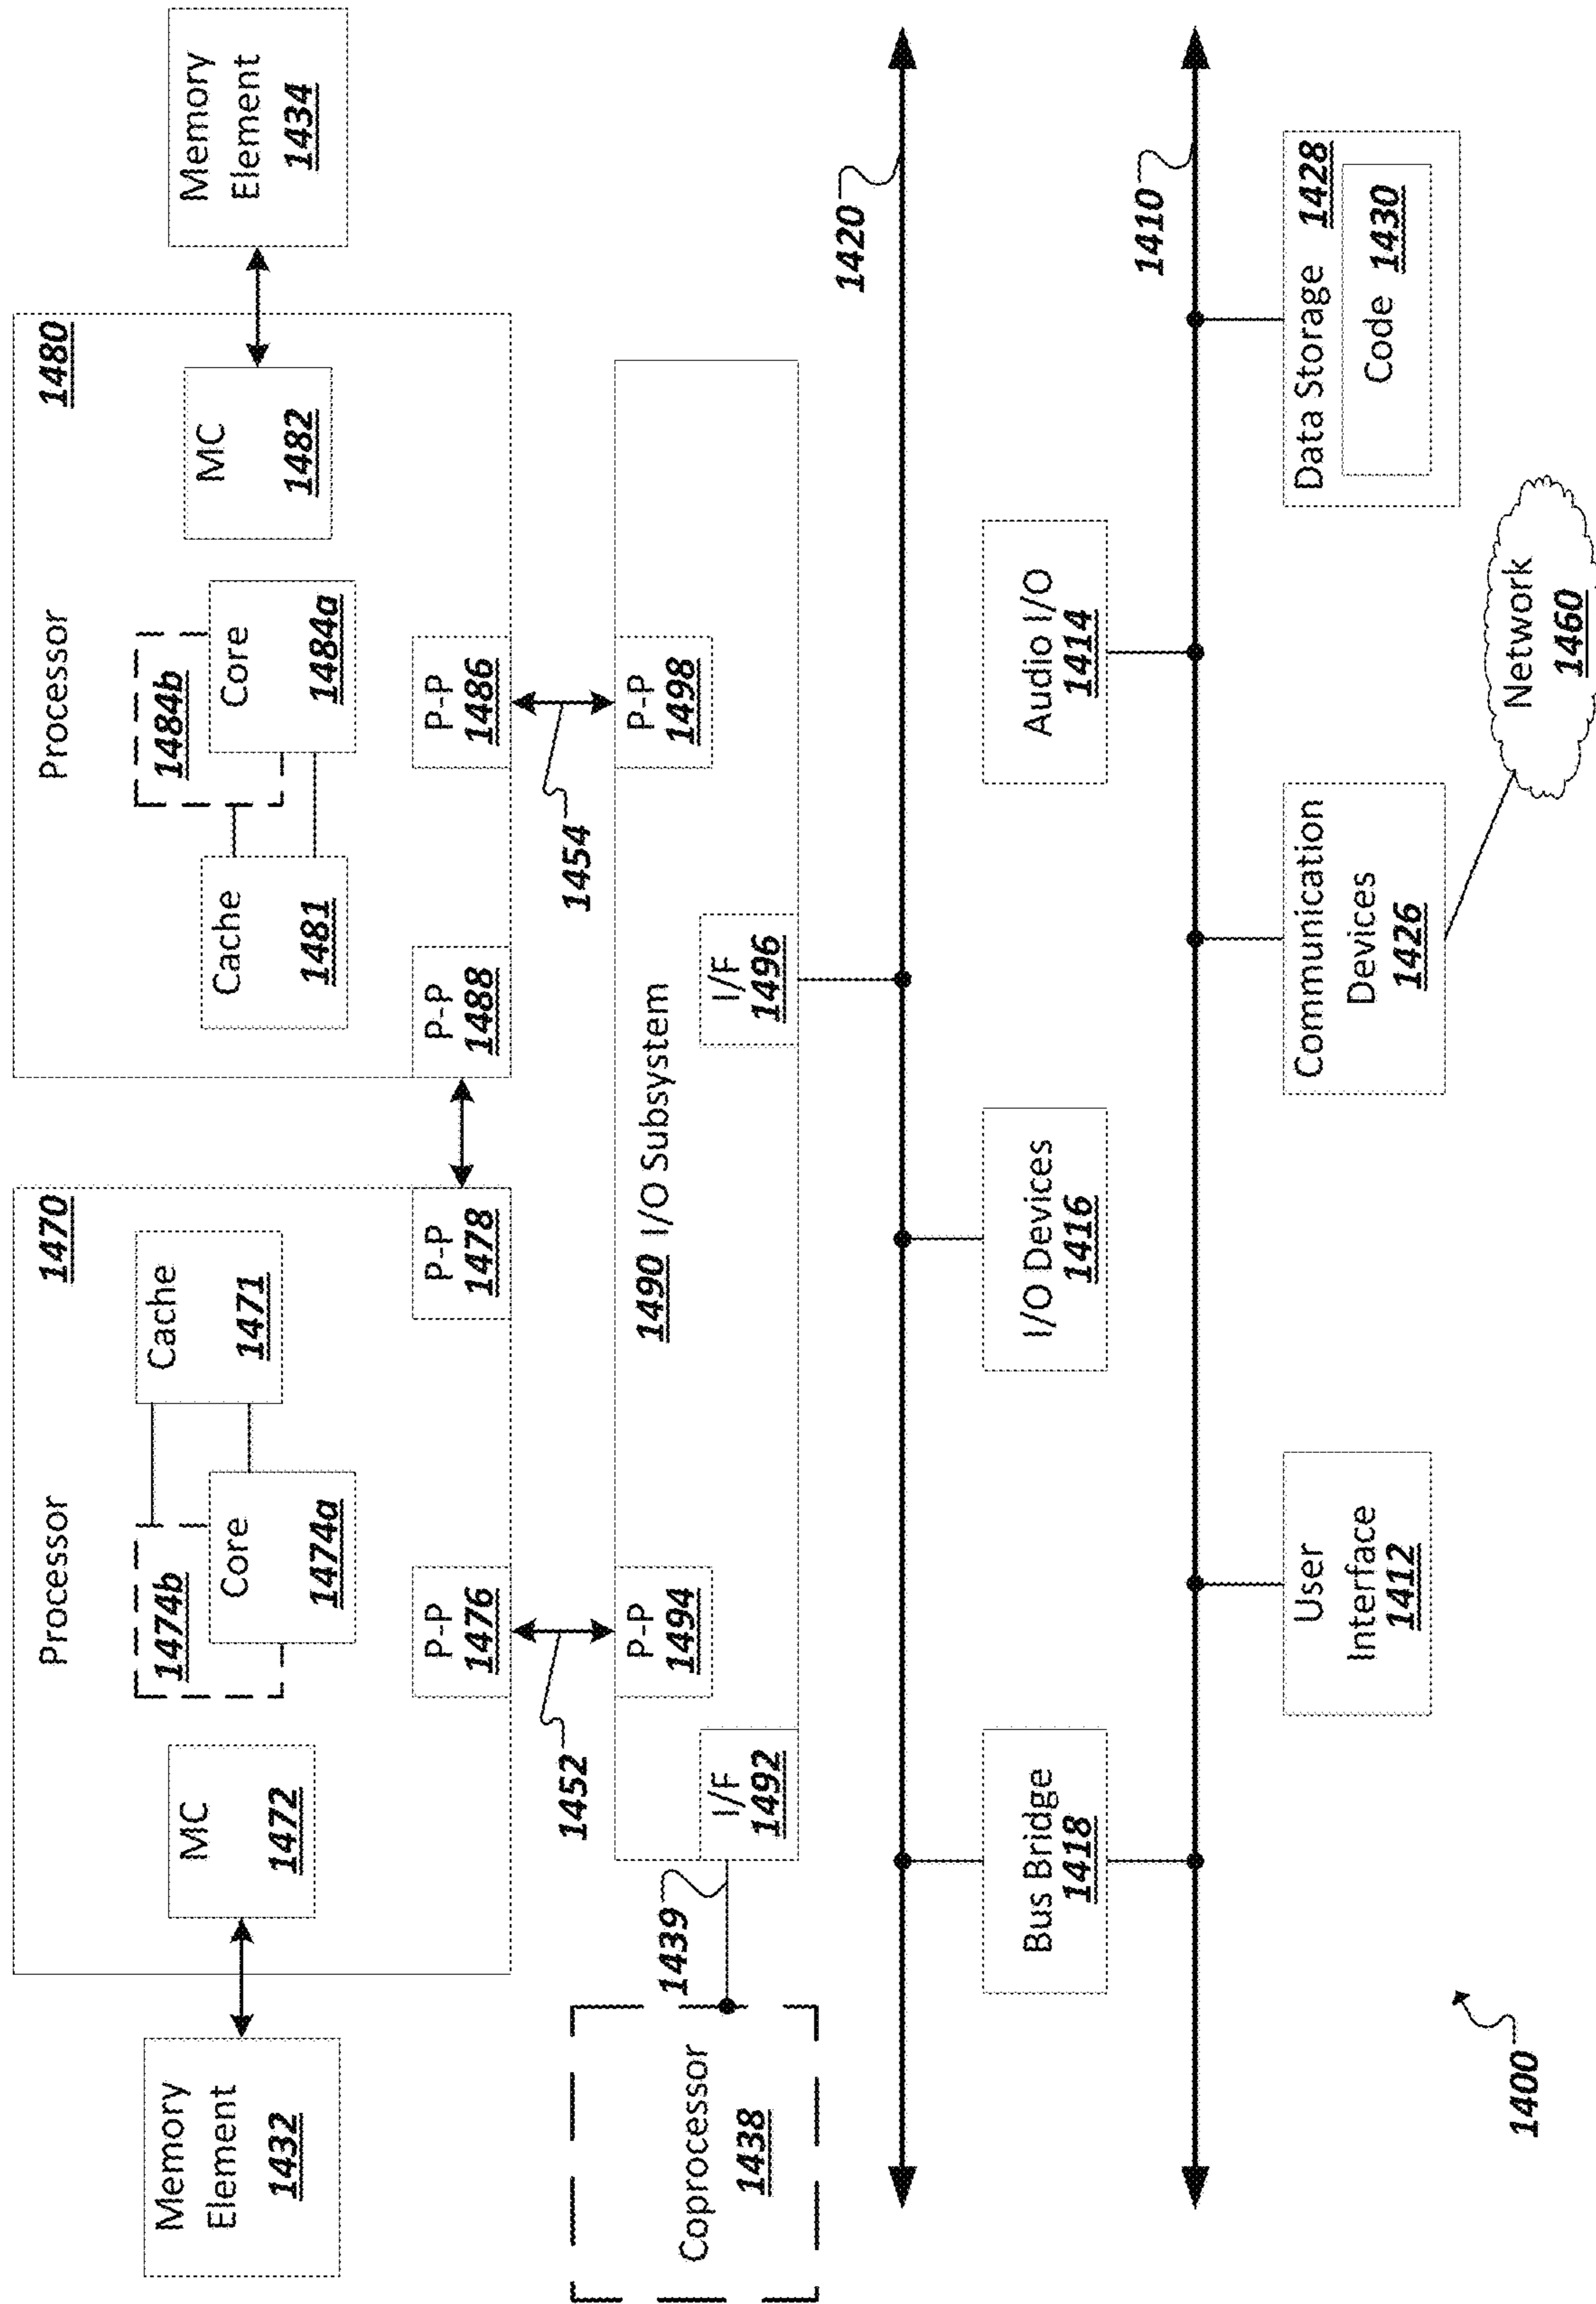 Processor
1470
Processor
1480
Memory
Element
1432
MC
1472
1474b
Core
1474a
Cache
1471
Cache
1481
1484b
Core
1484a
MC
1482
Memory
Element
1434
P-P
1476
P-P
1478
P-P
1488
P-P
1486
1452
1454
Coprocessor
1438
1439
I/F
1492
P-P
1494
1490 I/O Subsystem
I/F
1496
P-P
1498
1420
Bus Bridge
1418
I/O Devices
1416
Audio I/O
1414
1410
User
Interface
1412
Communication
Devices
1426
Data Storage 1428
Code 1430
Network
1460
1400